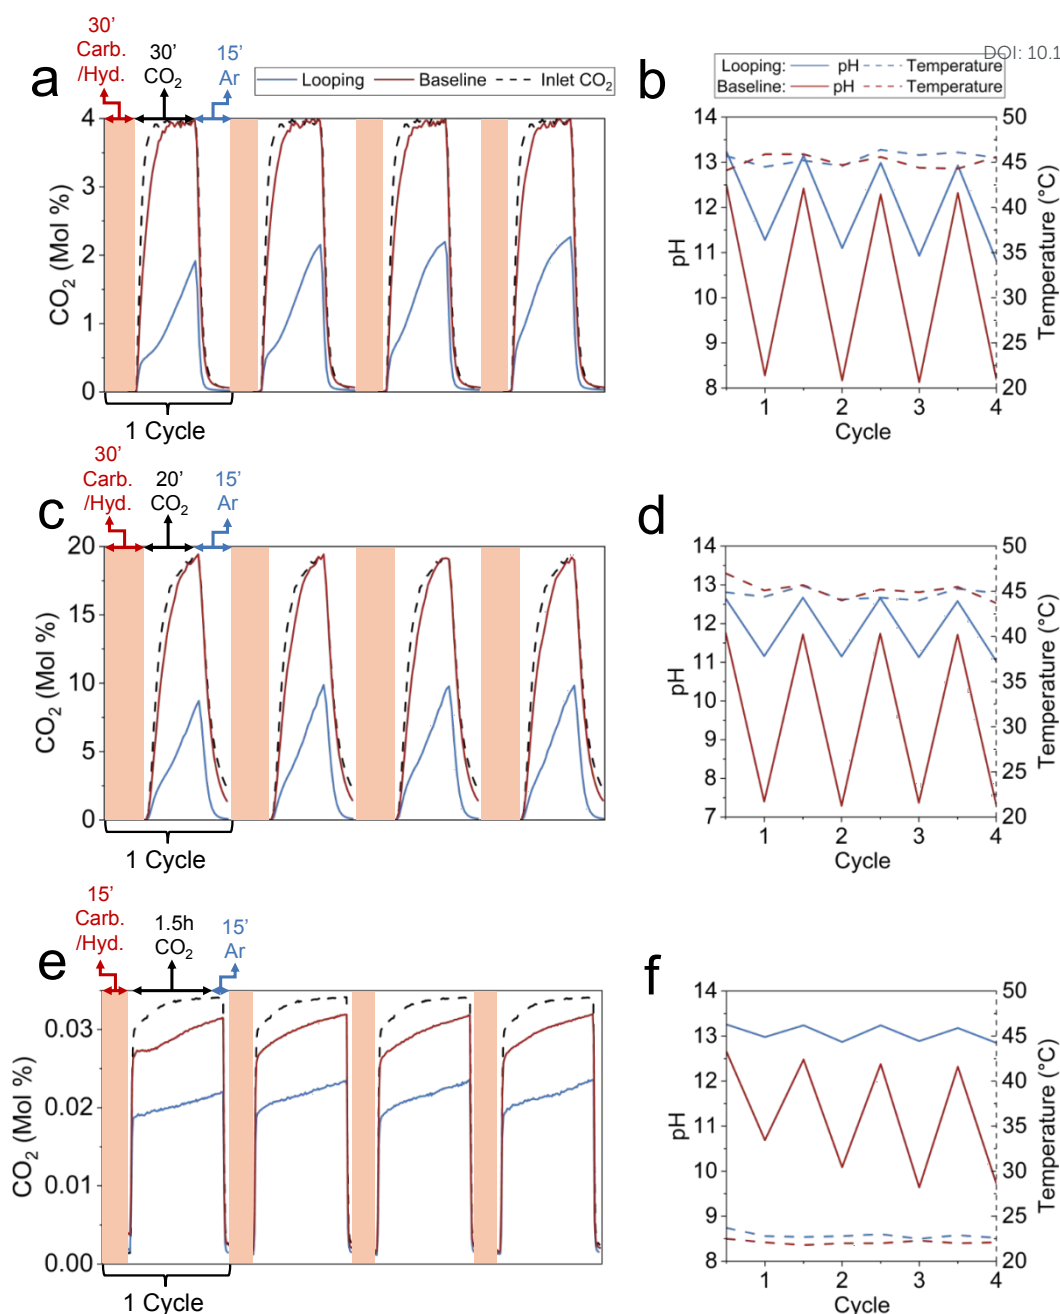 DOI: 10.1
a
30’
Carb.
/Hyd.
30’
CO2
15’
Ar
Looping Baseline Inlet CO2
CO2 (Mol %)
4
3
2
1
0
1 Cycle
b
Looping: pH Temperature
Baseline: pH Temperature
pH
14
13
12
11
10
9
8
50
45
40
35
30
25
20
Temperature (°C)
1 2 3 4
Cycle
c
30’
Carb.
/Hyd.
20’
CO2
15’
Ar
CO2 (Mol %)
20
15
10
5
0
1 Cycle
d
pH
14
13
12
11
10
9
8
7
50
45
40
35
30
25
20
Temperature (°C)
1 2 3 4
Cycle
e
15’
Carb.
/Hyd.
1.5h
CO2
15’
Ar
CO2 (Mol %)
0.03
0.02
0.01
0.00
1 Cycle
f
pH
14
13
12
11
10
9
8
50
45
40
35
30
25
20
Temperature (°C)
1 2 3 4
Cycle